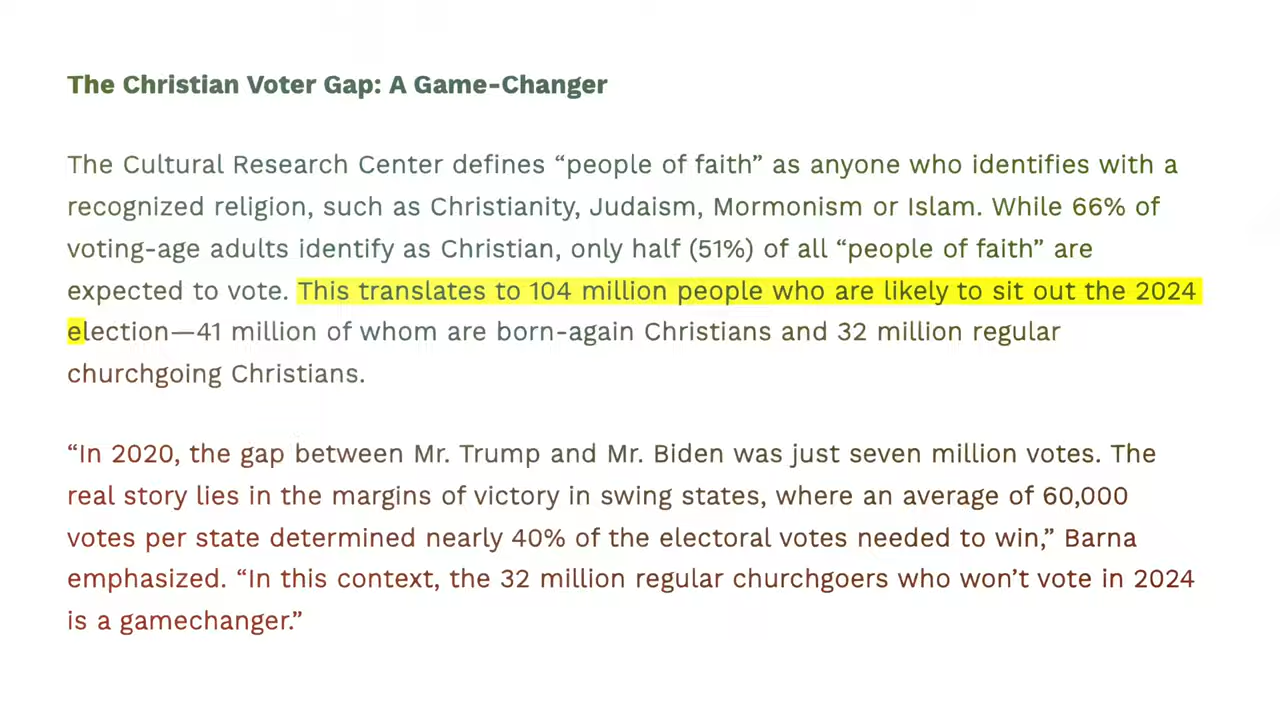 The Christian Voter Gap: A Game-Changer
The Cultural Research Center defines “people of faith” as anyone who identifies with a
recognized religion, such as Christianity, Judaism, Mormonism or Islam. While 66% of
voting-age adults identify as Christian, only half (51%) of all “people of faith” are
expected to vote. This translates to 104 million people who are likely to sit out the 2024
election—41 million of whom are born-again Christians and 32 million regular
churchgoing Christians.
“In 2020, the gap between Mr. Trump and Mr. Biden was just seven million votes. The
real story lies in the margins of victory in swing states, where an average of 60,000
votes per state determined nearly 40% of the electoral votes needed to win,” Barna
emphasized. “In this context, the 32 million regular churchgoers who won’t vote in 2024
is a gamechanger.”